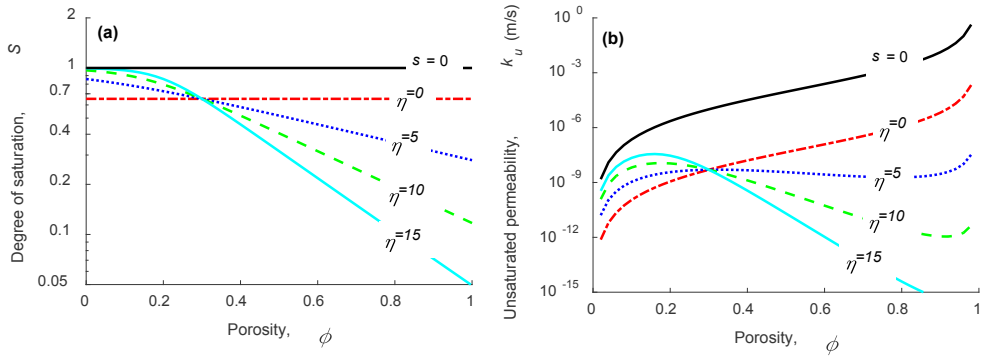 (a)
Degree of saturation, S
2
1
0.7
0.4
0.2
0.1
0.05
s = 0
η=0
η=5
η=10
η=15
0 0.2 0.4 0.6 0.8 1
Porosity, ϕ
(b)
Unsaturated permeability, k_u (m/s)
10^0
10^-3
10^-6
10^-9
10^-12
10^-15
s = 0
η=0
η=5
η=10
η=15
0 0.2 0.4 0.6 0.8 1
Porosity, ϕ